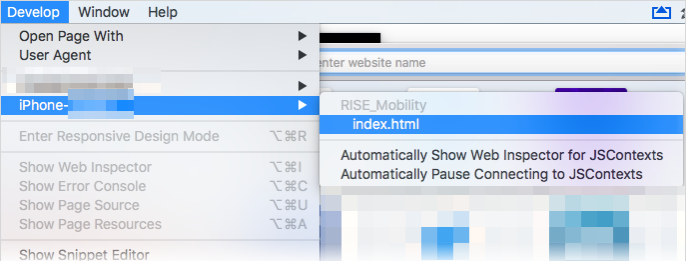 Develop Window Help
Open Page With
enter website name
User Agent
iPhone-
RISE_Mobility
index.html
Enter Responsive Design Mode ⌥⌘R
Automatically Show Web Inspector for JSContexts
Show Web Inspector ⌥⌘I
Automatically Pause Connecting to JSContexts
Show Error Console ⌥⌘C
Show Page Source ⌥⌘U
Show Page Resources ⌥⌘A
Show Snippet Editor